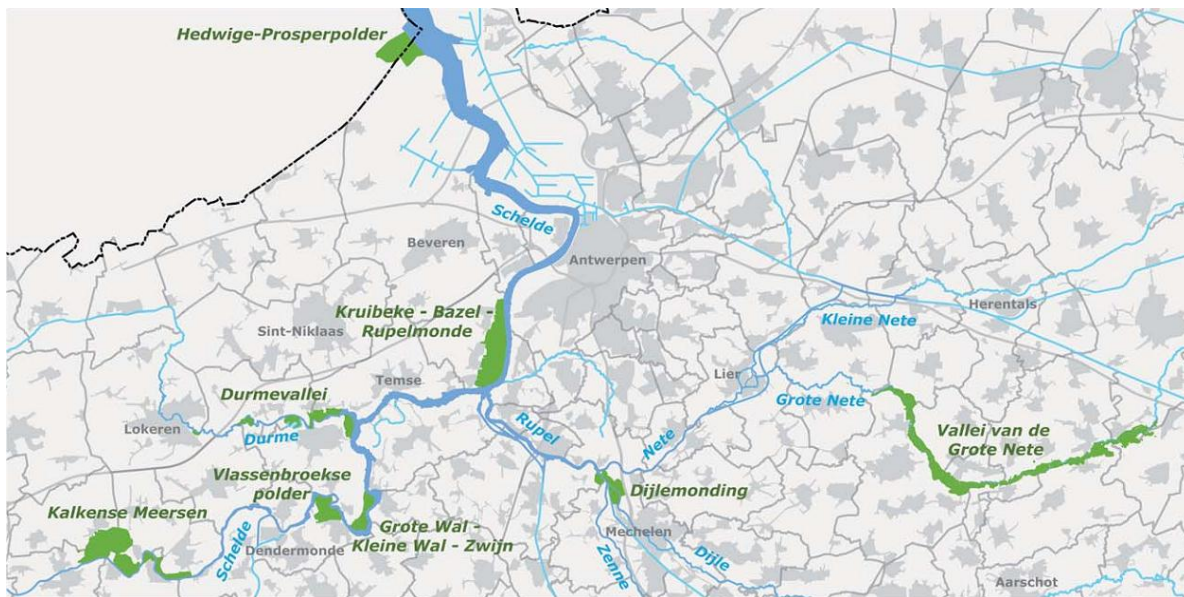 Hedwige-Prosperpolder
Schelde
Beveren
Antwerpen
Herentals
Kruibeke - Bazel -
Rupelmonde
Kleine Nete
Sint-Niklaas
Temse
Lier
Durmevallei
Grote Nete
Lokeren
Durme
Rupel
Nete
Vallei van de
Grote Nete
Vlassenbroekse
polder
Dijlemonding
Kalkense Meersen
Grote Wal -
Kleine Wal - Zwijn
Schelde
Dendermonde
Mechelen
Zenne
Dijle
Aarschot